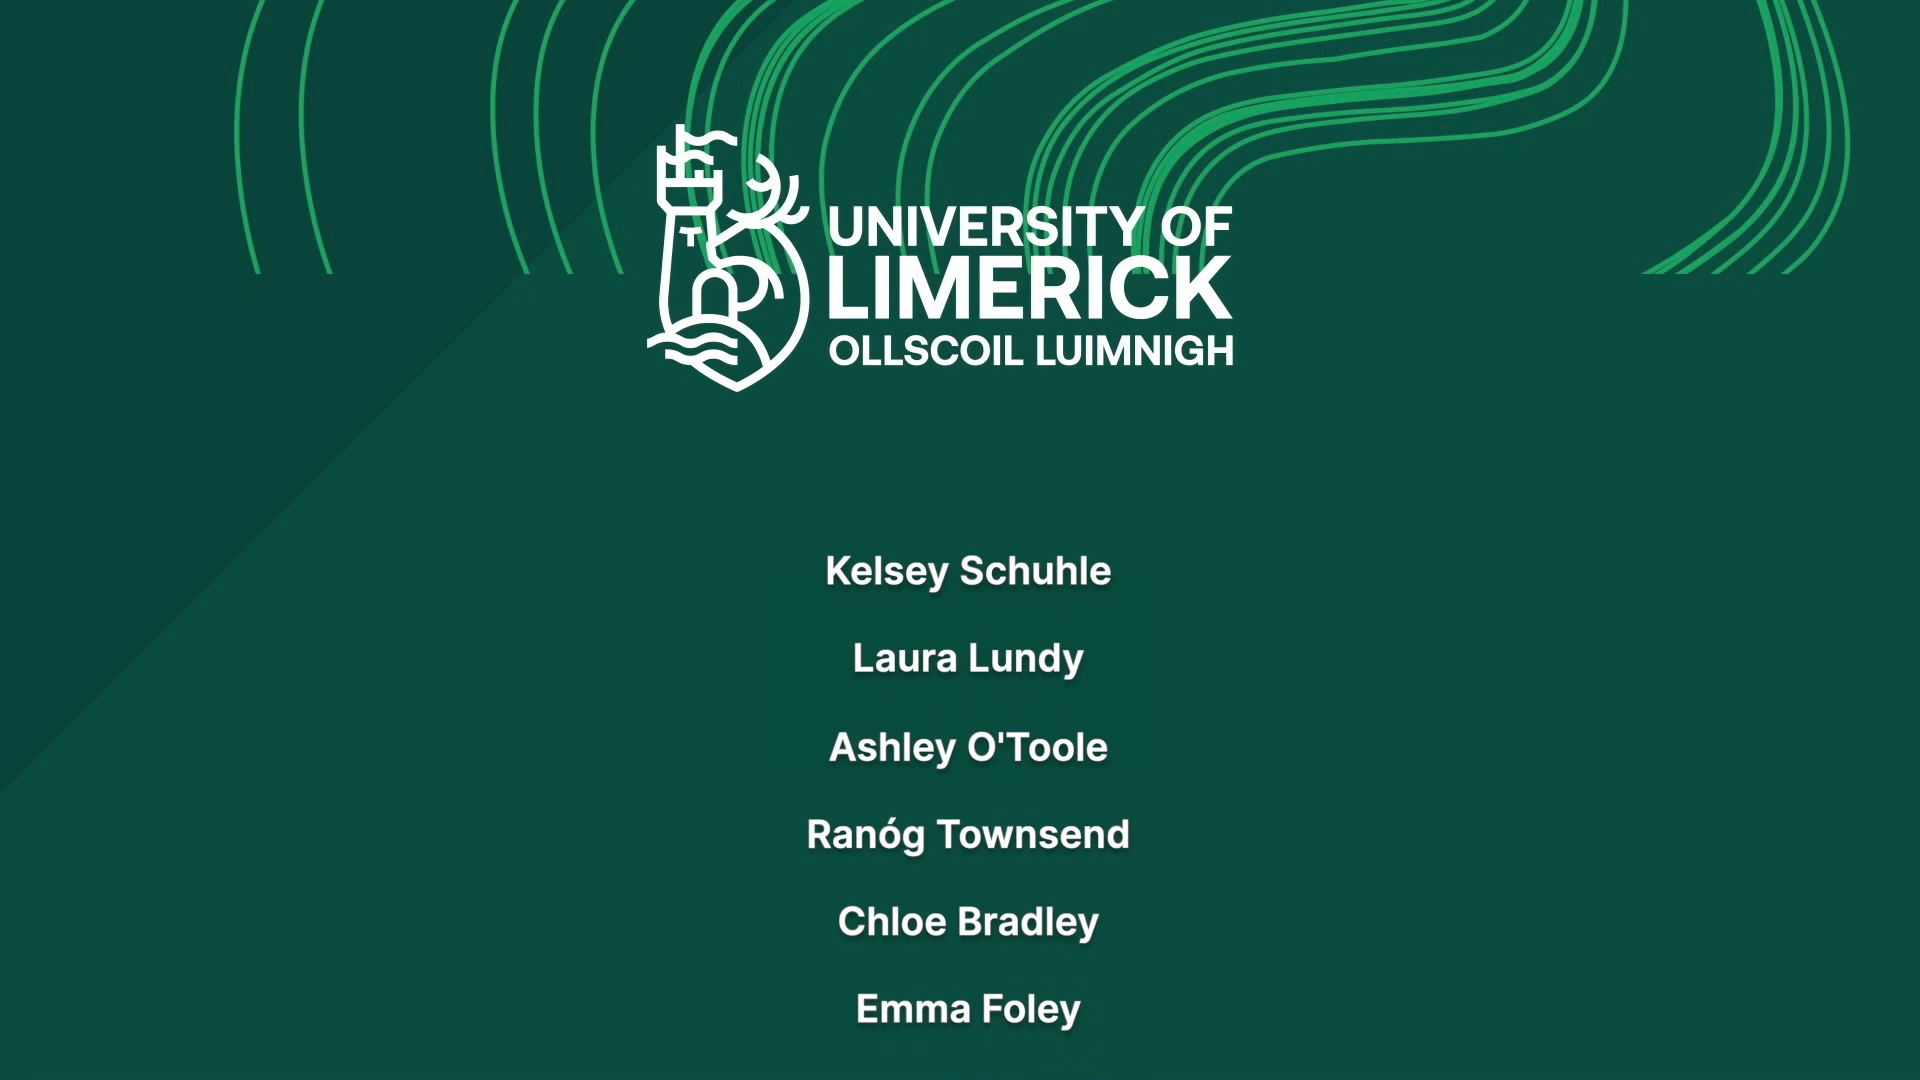 UNIVERSITY OF
LIMERICK
OLLSCOIL LUIMNIGH
Kelsey Schuhle
Laura Lundy
Ashley O'Toole
Ranóg Townsend
Chloe Bradley
Emma Foley